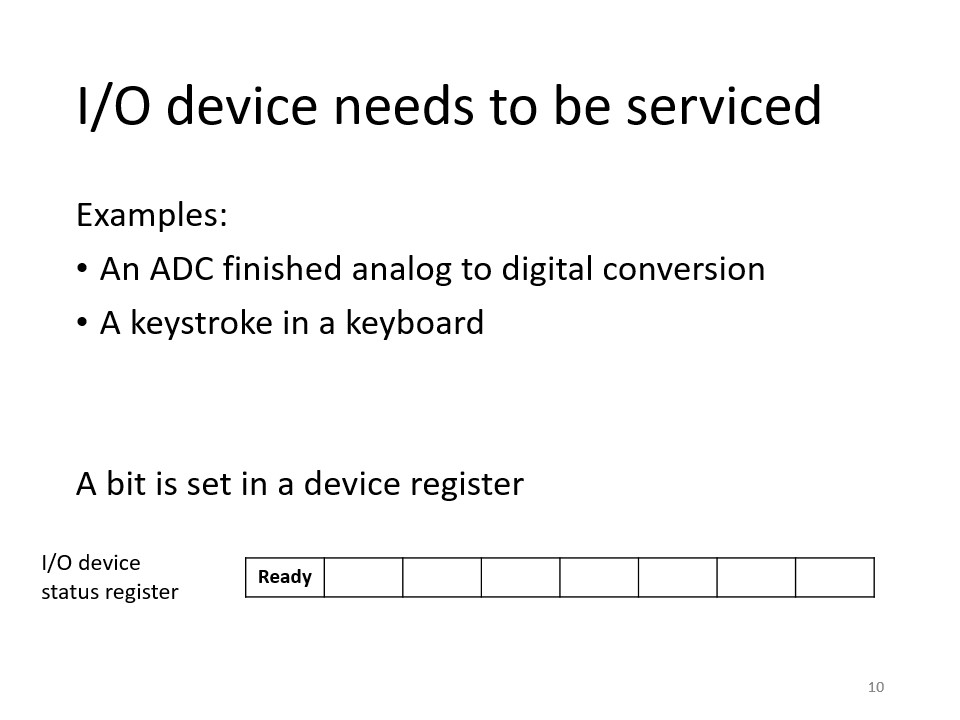 I/O device needs to be serviced
Examples:
• An ADC finished analog to digital conversion
• A keystroke in a keyboard
A bit is set in a device register
I/O device
status register
Ready
10